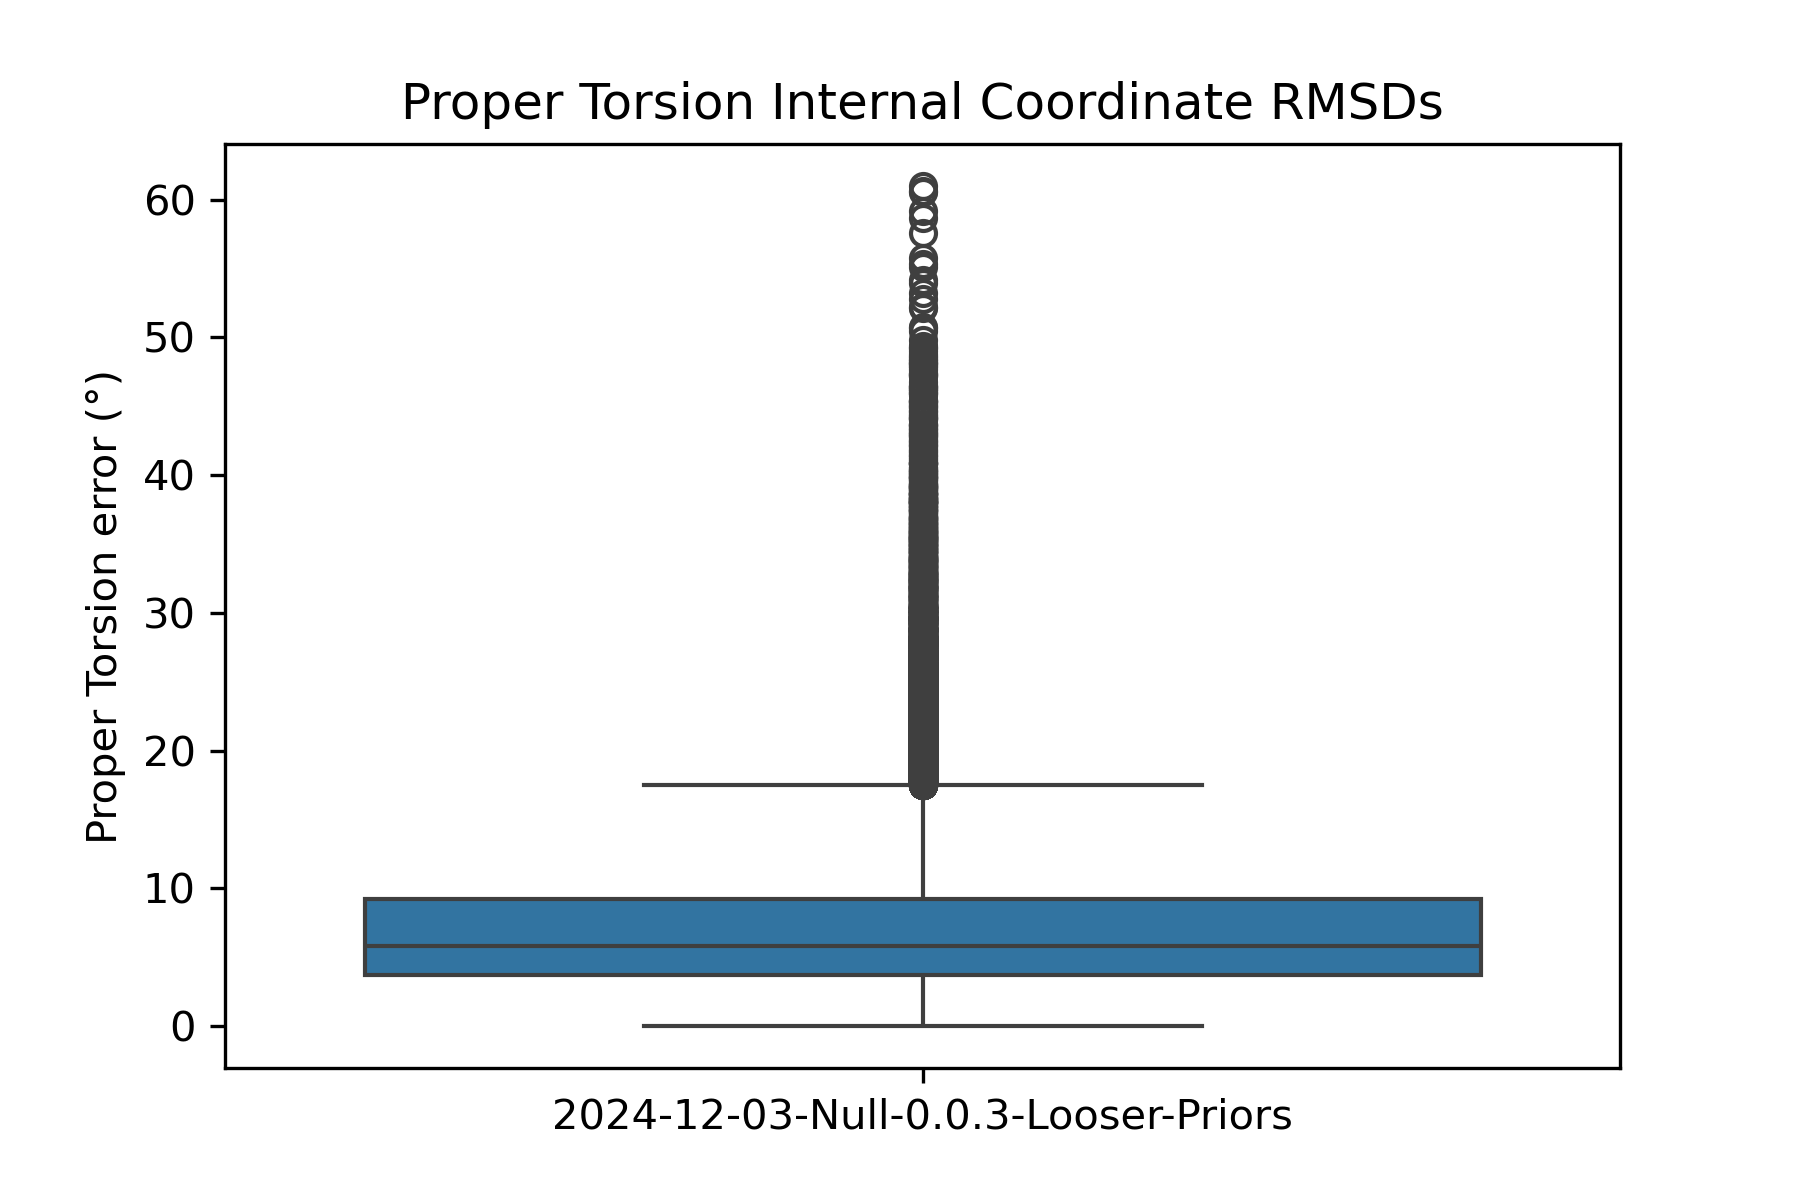 Proper Torsion Internal Coordinate RMSDs
Proper Torsion error (°)
60
50
40
30
20
10
0
2024-12-03-Null-0.0.3-Looser-Priors